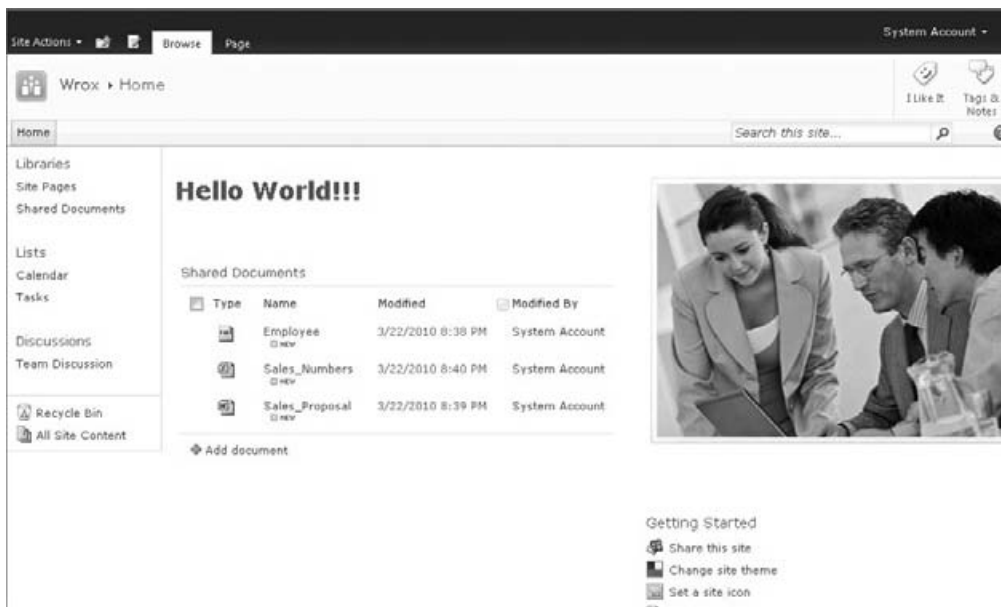 Site Actions
Browse
Page
System Account
Wrox ▸ Home
I Like It
Tags &
Notes
Home
Search this site...
Libraries
Site Pages
Shared Documents
Lists
Calendar
Tasks
Discussions
Team Discussion
Recycle Bin
All Site Content
Hello World!!!
Shared Documents
Type Name Modified Modified By
Employee 3/22/2010 8:38 PM System Account
NEW
Sales_Numbers 3/22/2010 8:40 PM System Account
NEW
Sales_Proposal 3/22/2010 8:39 PM System Account
NEW
Add document
Getting Started
Share this site
Change site theme
Set a site icon